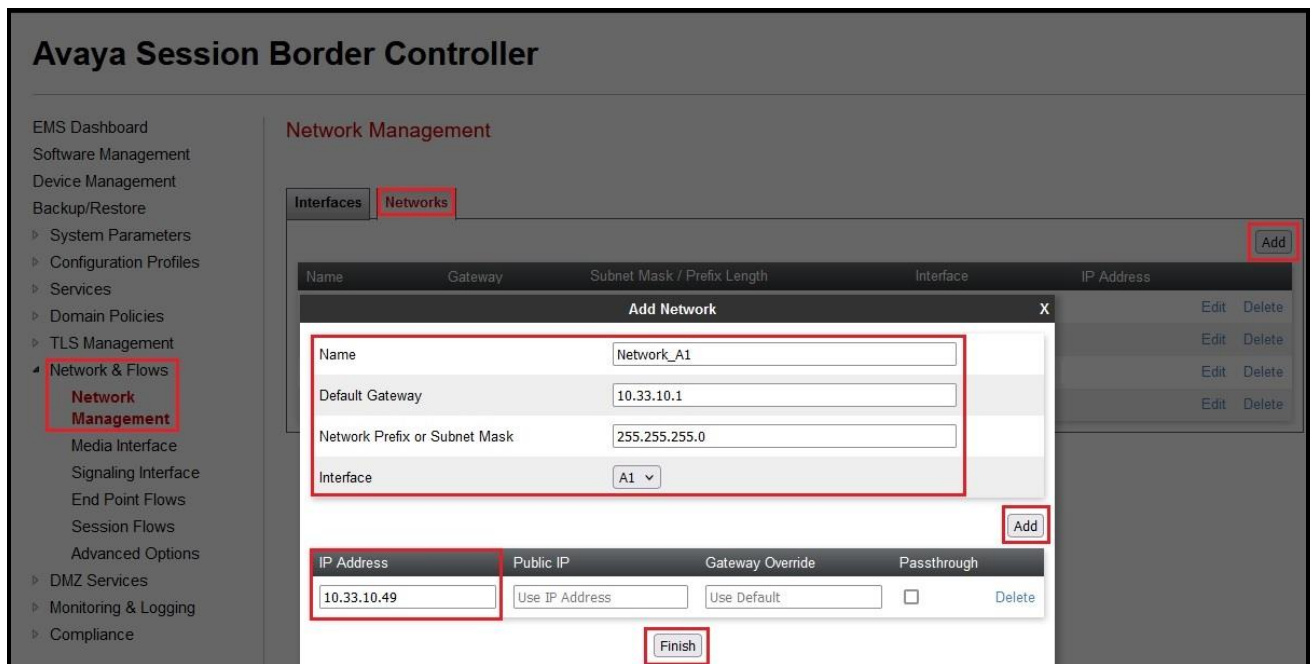 Avaya Session Border Controller
EMS Dashboard
Software Management
Device Management
Backup/Restore
System Parameters
Configuration Profiles
Services
Domain Policies
TLS Management
Network & Flows
Network
Management
Media Interface
Signaling Interface
End Point Flows
Session Flows
Advanced Options
DMZ Services
Monitoring & Logging
Compliance
Network Management
Interfaces Networks
Add
Name Gateway Subnet Mask / Prefix Length Interface IP Address
Edit Delete
Edit Delete
Edit Delete
Edit Delete
Add Network X
Name Network_A1
Default Gateway 10.33.10.1
Network Prefix or Subnet Mask 255.255.255.0
Interface A1
Add
IP Address Public IP Gateway Override Passthrough
10.33.10.49 Use IP Address Use Default Delete
Finish